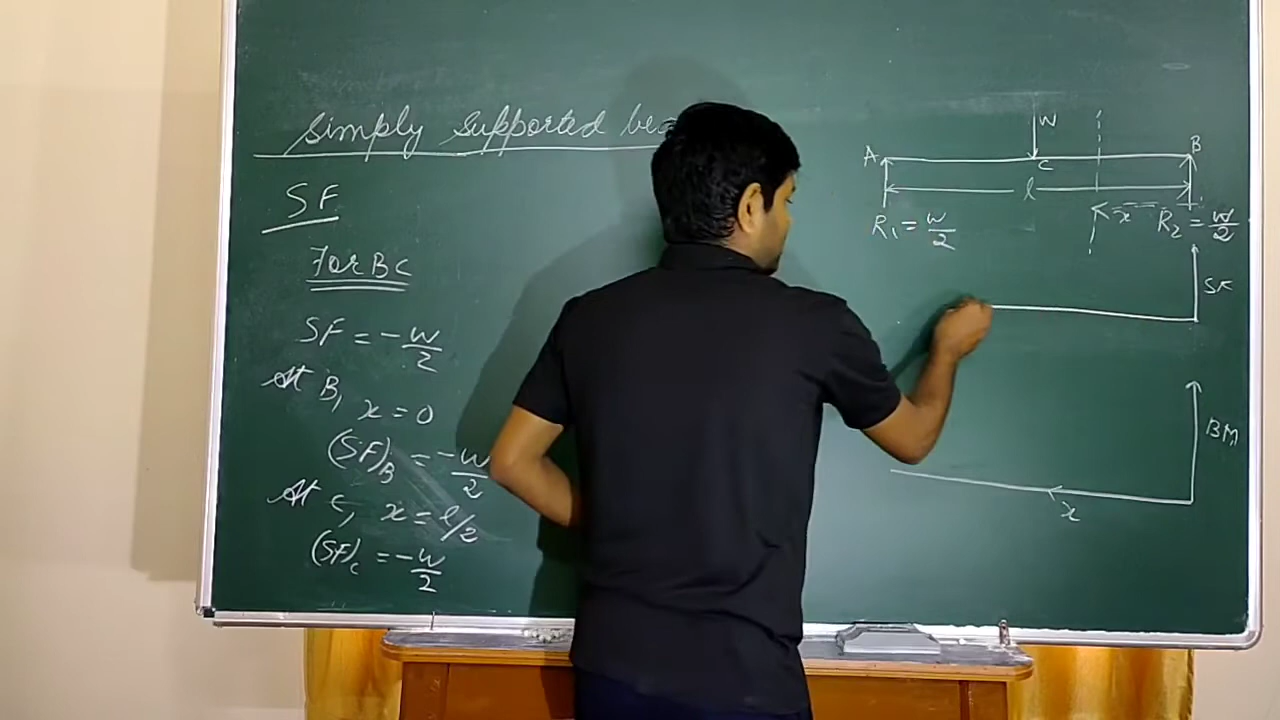 Simply supported
SF
For BC
SF = -W/2
At B, x = 0
(SF)B = -W/2
At C, x = l/2
(SF)c = -W/2
W
A C B
l
R1 = W/2 x R2 = W/2
SF
BM
x